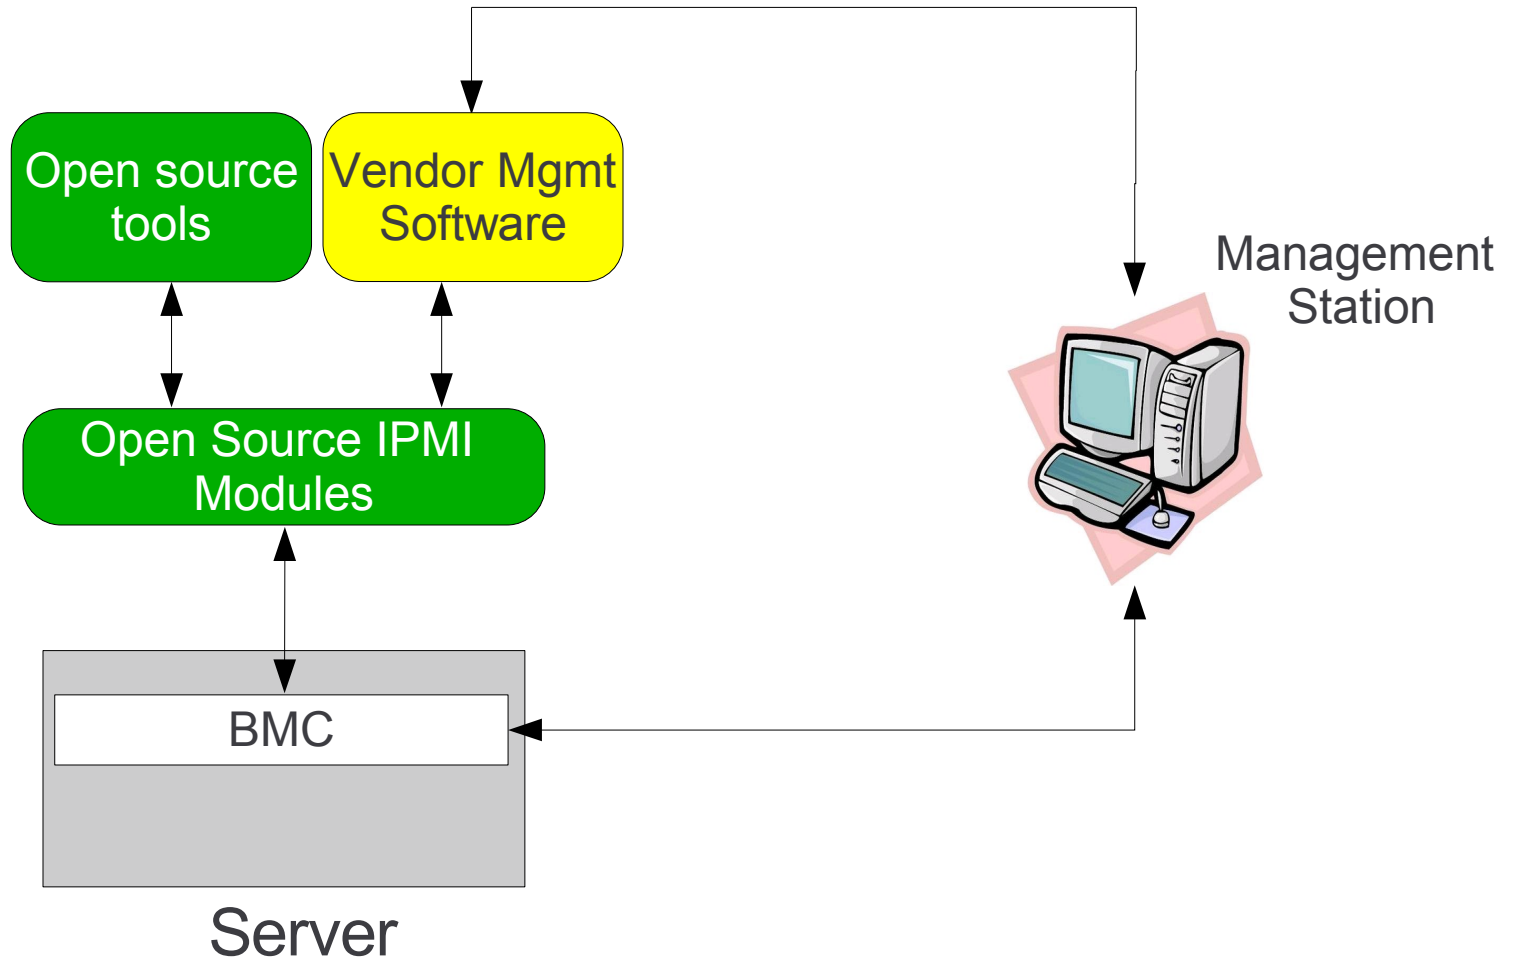 Open source
tools
Vendor Mgmt
Software
Management
Station
Open Source IPMI
Modules
BMC
Server